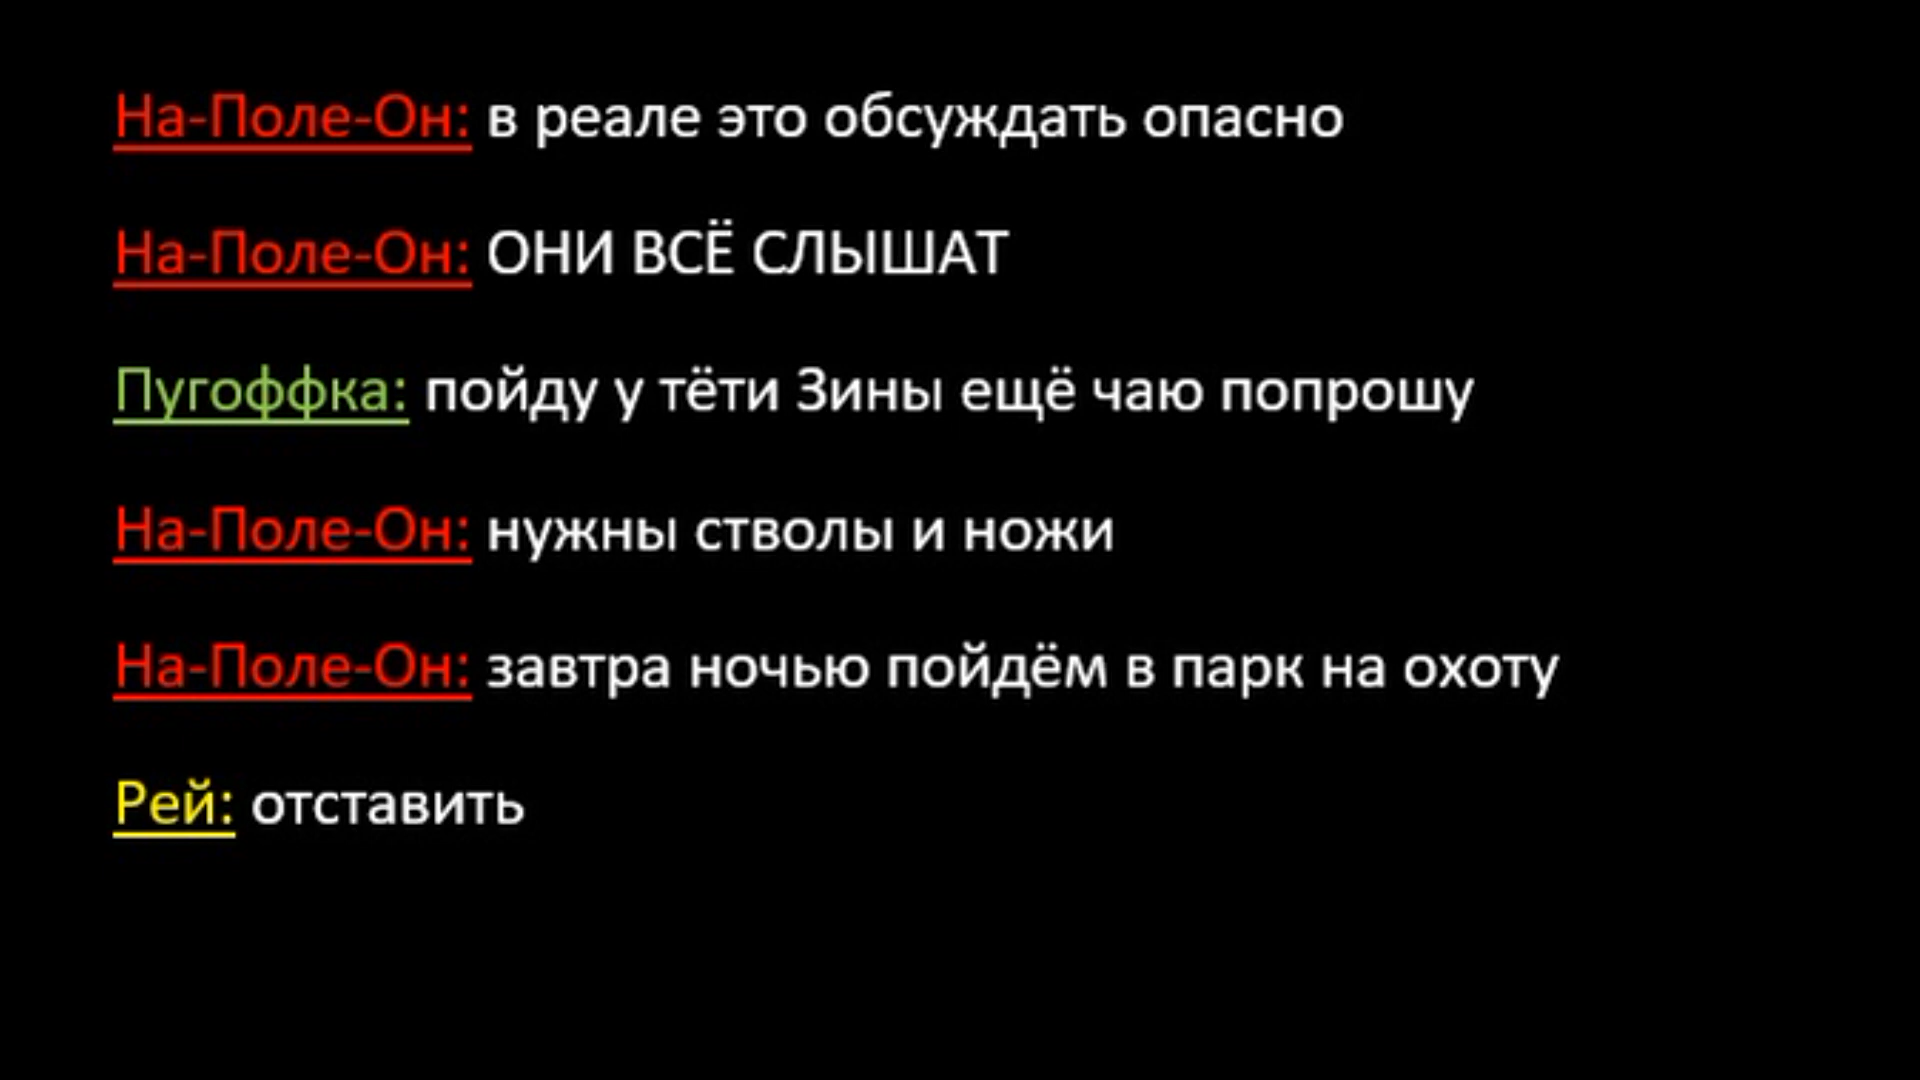 На-Поле-Он: в реале это обсуждать опасно
На-Поле-Он: ОНИ ВСЁ СЛЫШАТ
Пугоффка: пойду у тёти Зины ещё чаю попрошу
На-Поле-Он: нужны стволы и ножи
На-Поле-Он: завтра ночью пойдём в парк на охоту
Рей: отставить